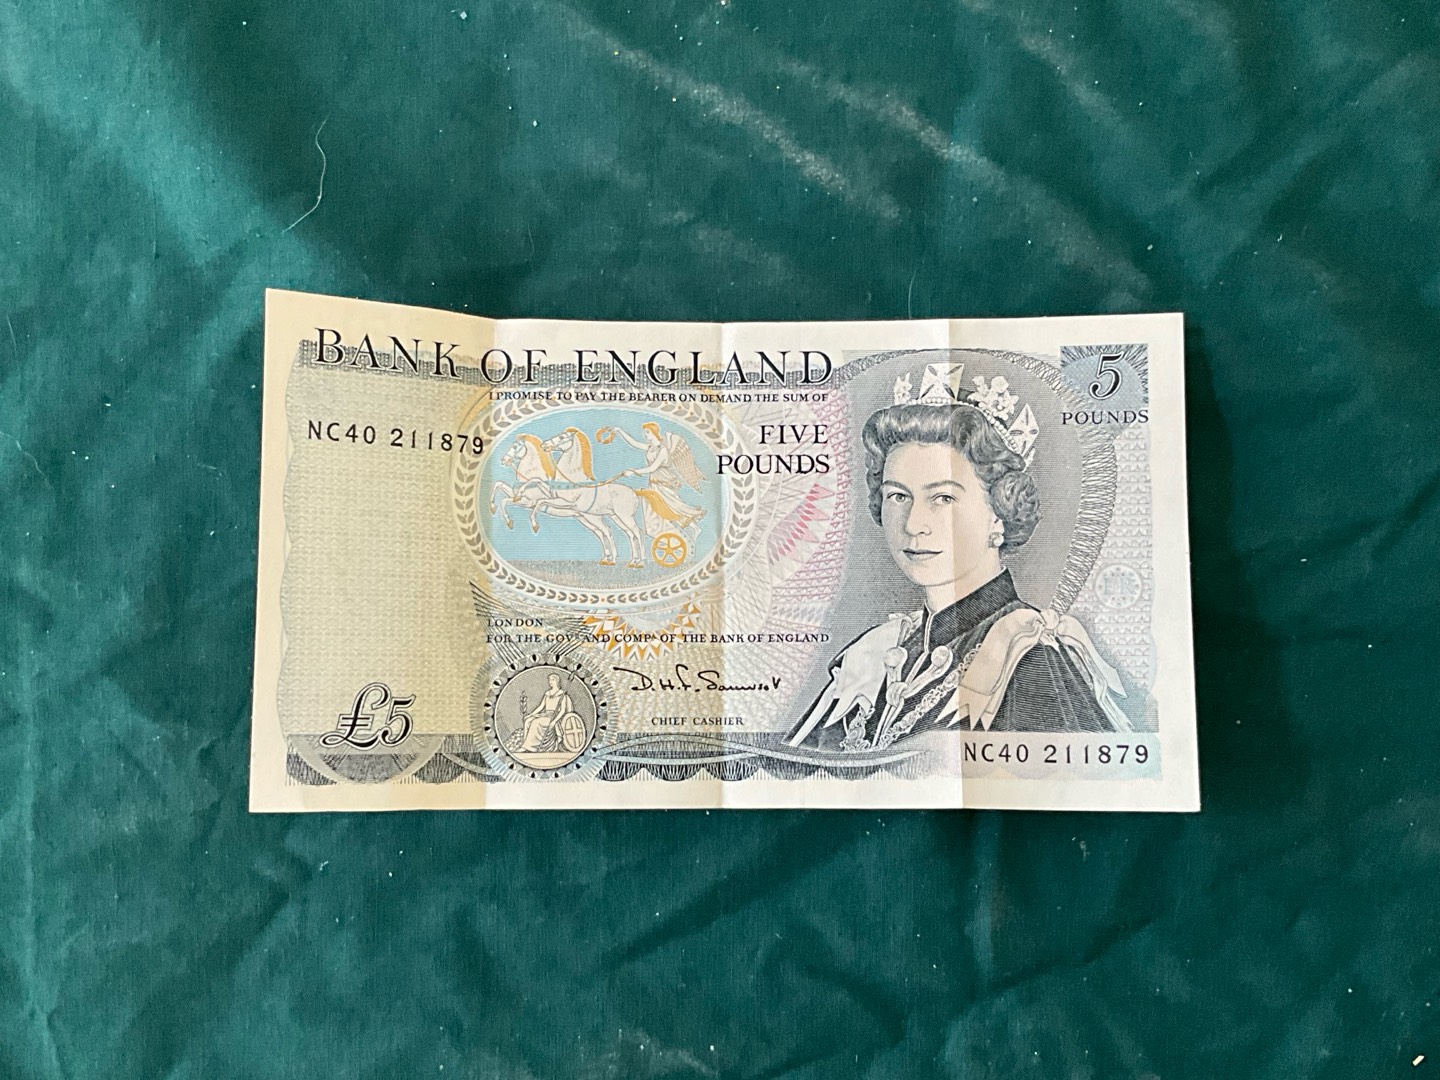 BANK OF ENGLAND
I PROMISE TO PAY THE BEARER ON DEMAND THE SUM OF
5
POUNDS
NC40 211879
FIVE
POUNDS
LONDON
FOR THE GOVR AND COMPA OF THE BANK OF ENGLAND
D.H.F. Somerset
CHIEF CASHIER
£5
NC40 211879